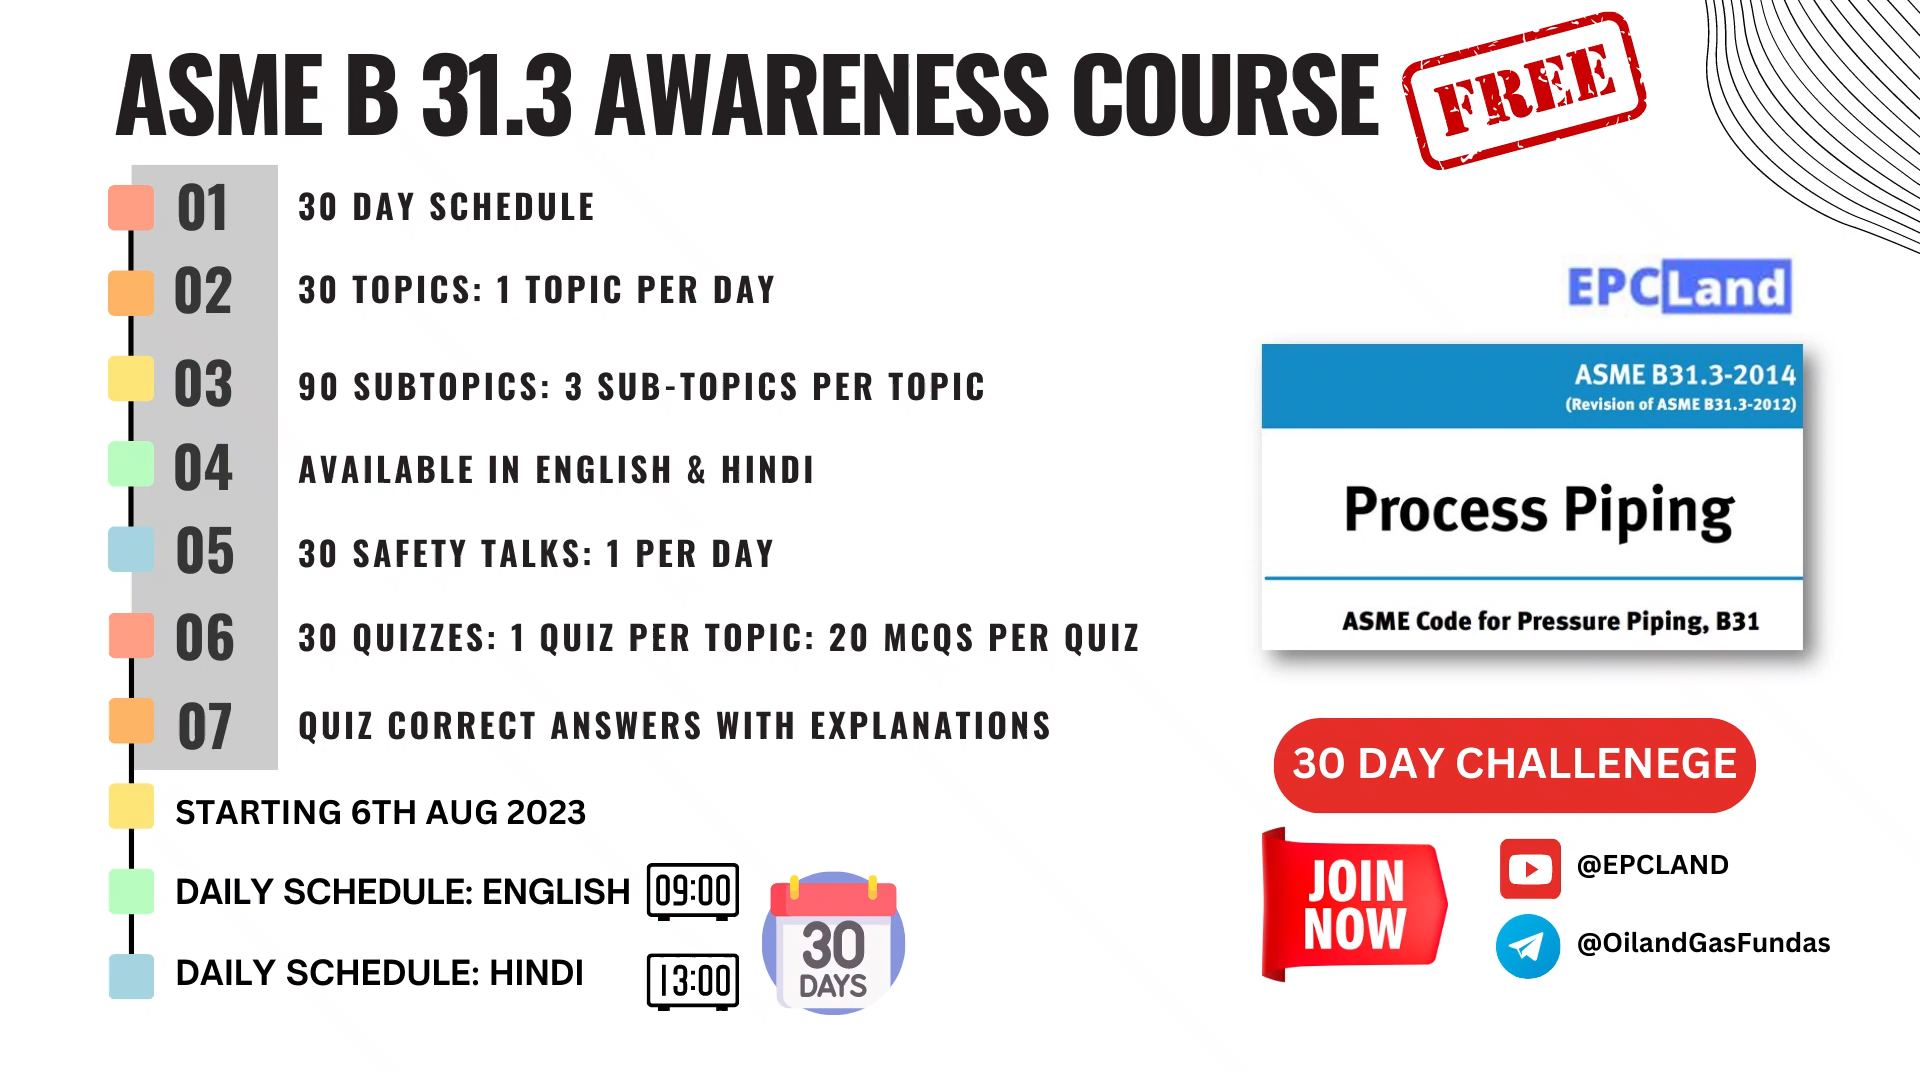 ASME B 31.3 AWARENESS COURSE
FREE
01 30 DAY SCHEDULE
02 30 TOPICS: 1 TOPIC PER DAY
03 90 SUBTOPICS: 3 SUB-TOPICS PER TOPIC
04 AVAILABLE IN ENGLISH & HINDI
05 30 SAFETY TALKS: 1 PER DAY
06 30 QUIZZES: 1 QUIZ PER TOPIC: 20 MCQS PER QUIZ
07 QUIZ CORRECT ANSWERS WITH EXPLANATIONS
STARTING 6TH AUG 2023
DAILY SCHEDULE: ENGLISH 09:00
DAILY SCHEDULE: HINDI 13:00
30
DAYS
EPCLand
ASME B31.3-2014
(Revision of ASME B31.3-2012)
Process Piping
ASME Code for Pressure Piping, B31
30 DAY CHALLENEGE
JOIN
NOW
@EPCLAND
@OilandGasFundas